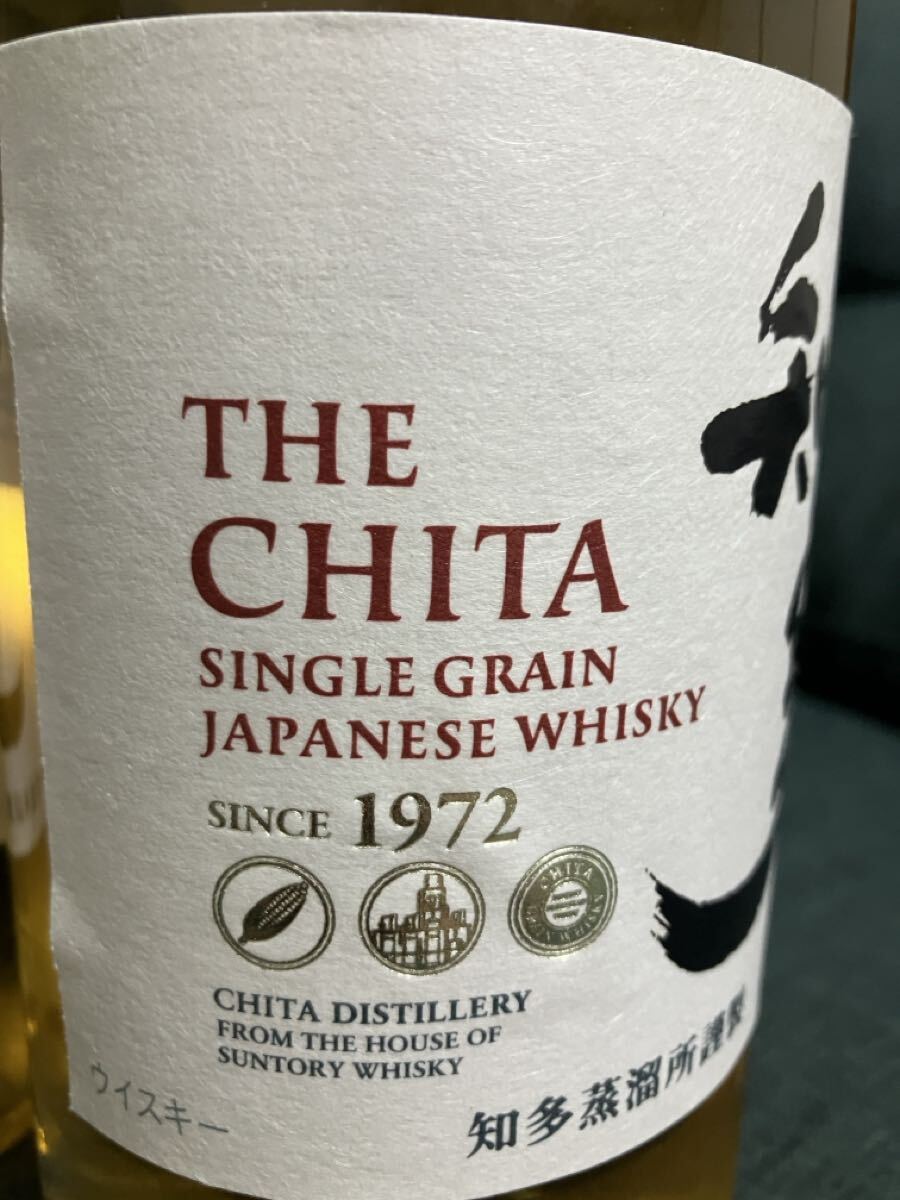 THE
CHITA
SINGLE GRAIN
JAPANESE WHISKY
SINCE 1972
CHITA
CHITA DISTILLERY
FROM THE HOUSE OF
SUNTORY WHISKY
ウイスキー
知多蒸溜所謹製